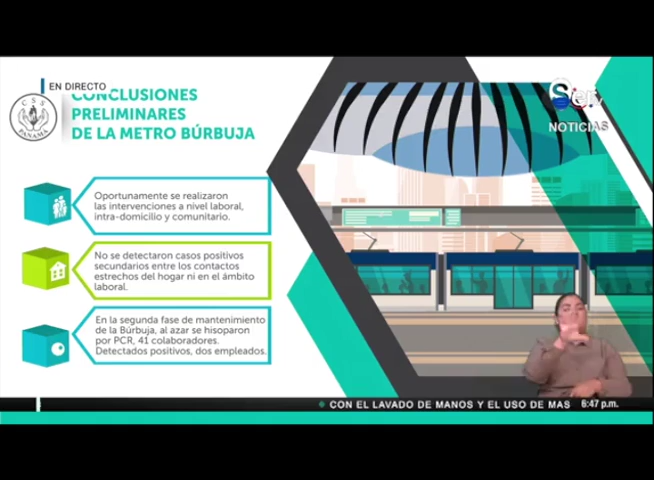 EN DIRECTO
CSS
PANAMÁ
CONCLUSIONES
PRELIMINARES
DE LA METRO BÚRBUJA
Ser
NOTICIAS
Oportunamente se realizaron
las intervenciones a nivel laboral,
intra-domicilio y comunitario.
No se detectaron casos positivos
secundarios entre los contactos
estrechos del hogar ni en el ámbito
laboral.
En la segunda fase de mantenimiento
de la Búrbuja, al azar se hisoparon
por PCR, 41 colaboradores.
Detectados positivos, dos empleados.
CON EL LAVADO DE MANOS Y EL USO DE MAS
6:47 p.m.